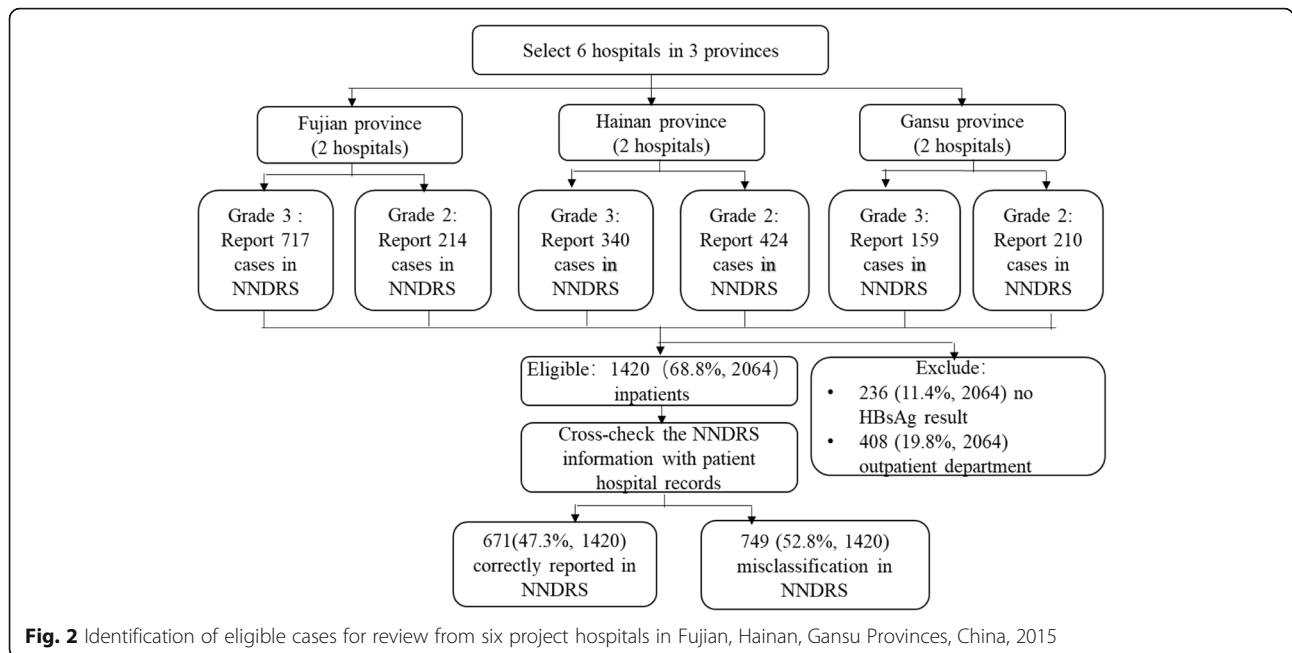 Select 6 hospitals in 3 provinces
Fujian province
(2 hospitals)
Hainan province
(2 hospitals)
Gansu province
(2 hospitals)
Grade 3 :
Report 717
cases in
NNDRS
Grade 2:
Report 214
cases in
NNDRS
Grade 3:
Report 340
cases in
NNDRS
Grade 2:
Report 424
cases in
NNDRS
Grade 3:
Report 159
cases in
NNDRS
Grade 2:
Report 210
cases in
NNDRS
Eligible: 1420 (68.8%, 2064)
inpatients
Exclude:
• 236 (11.4%, 2064) no
HBsAg result
• 408 (19.8%, 2064)
outpatient department
Cross-check the NNDRS
information with patient
hospital records
671(47.3%, 1420)
correctly reported in
NNDRS
749 (52.8%, 1420)
misclassification in
NNDRS
Fig. 2 Identification of eligible cases for review from six project hospitals in Fujian, Hainan, Gansu Provinces, China, 2015